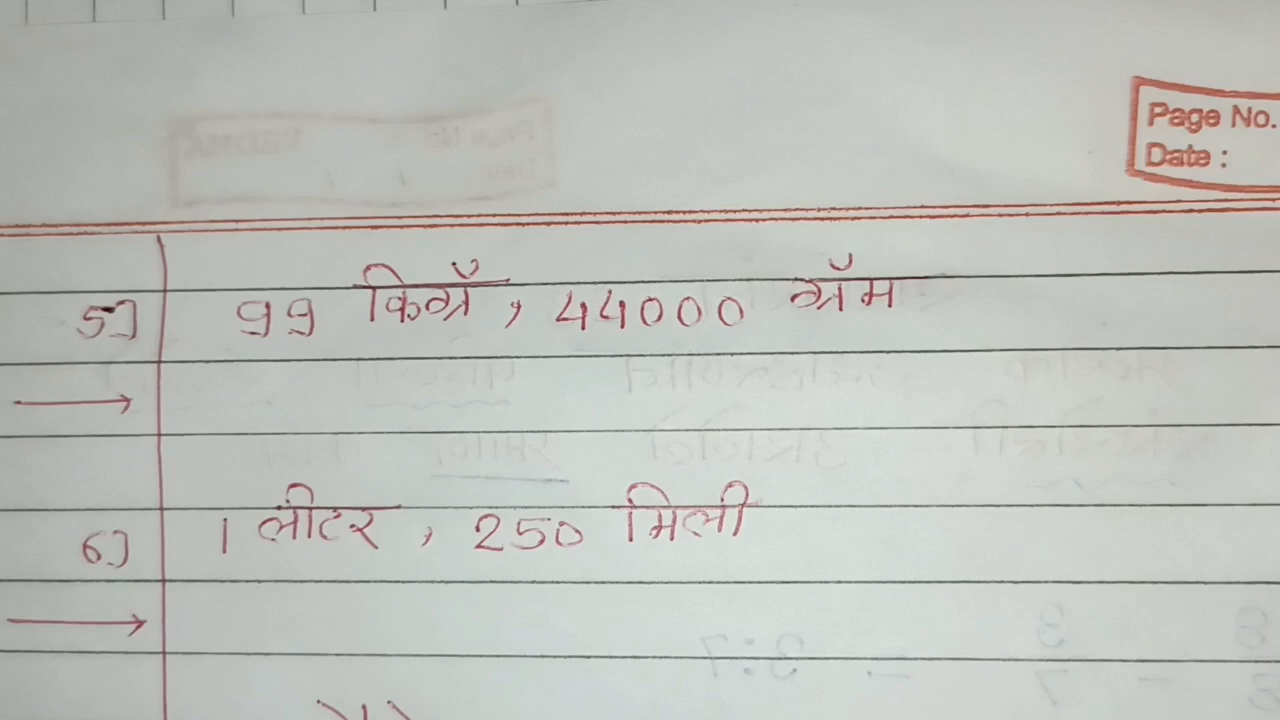 Page No.
Date :
5) 99 किग्रॅ, 44000 ग्रॅम
6) 1 लीटर, 250 मिली